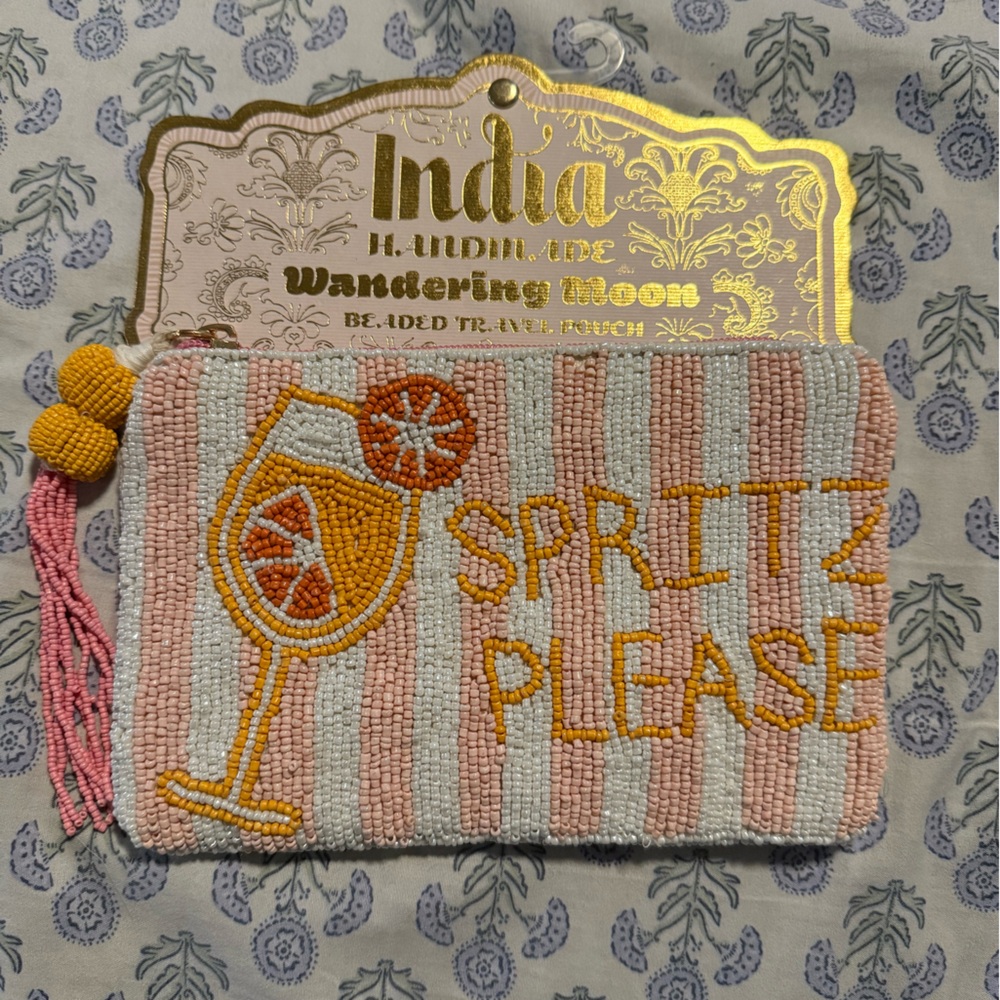 India
HANDMADE
Wandering Moon
BEADED TRAVEL POUCH
SPRITZ
PLEASE